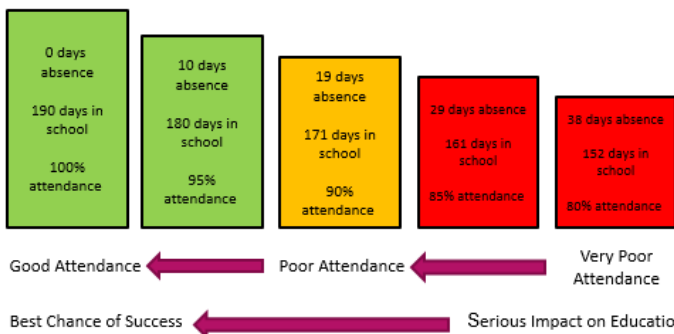 0 days
absence
190 days in
school
100%
attendance
10 days
absence
180 days in
school
95%
attendance
19 days
absence
171 days in
school
90%
attendance
29 days absence
161 days in
school
85% attendance
38 days absence
152 days in
school
80% attendance
Good Attendance
Poor Attendance
Very Poor
Attendance
Best Chance of Success
Serious Impact on Educatio